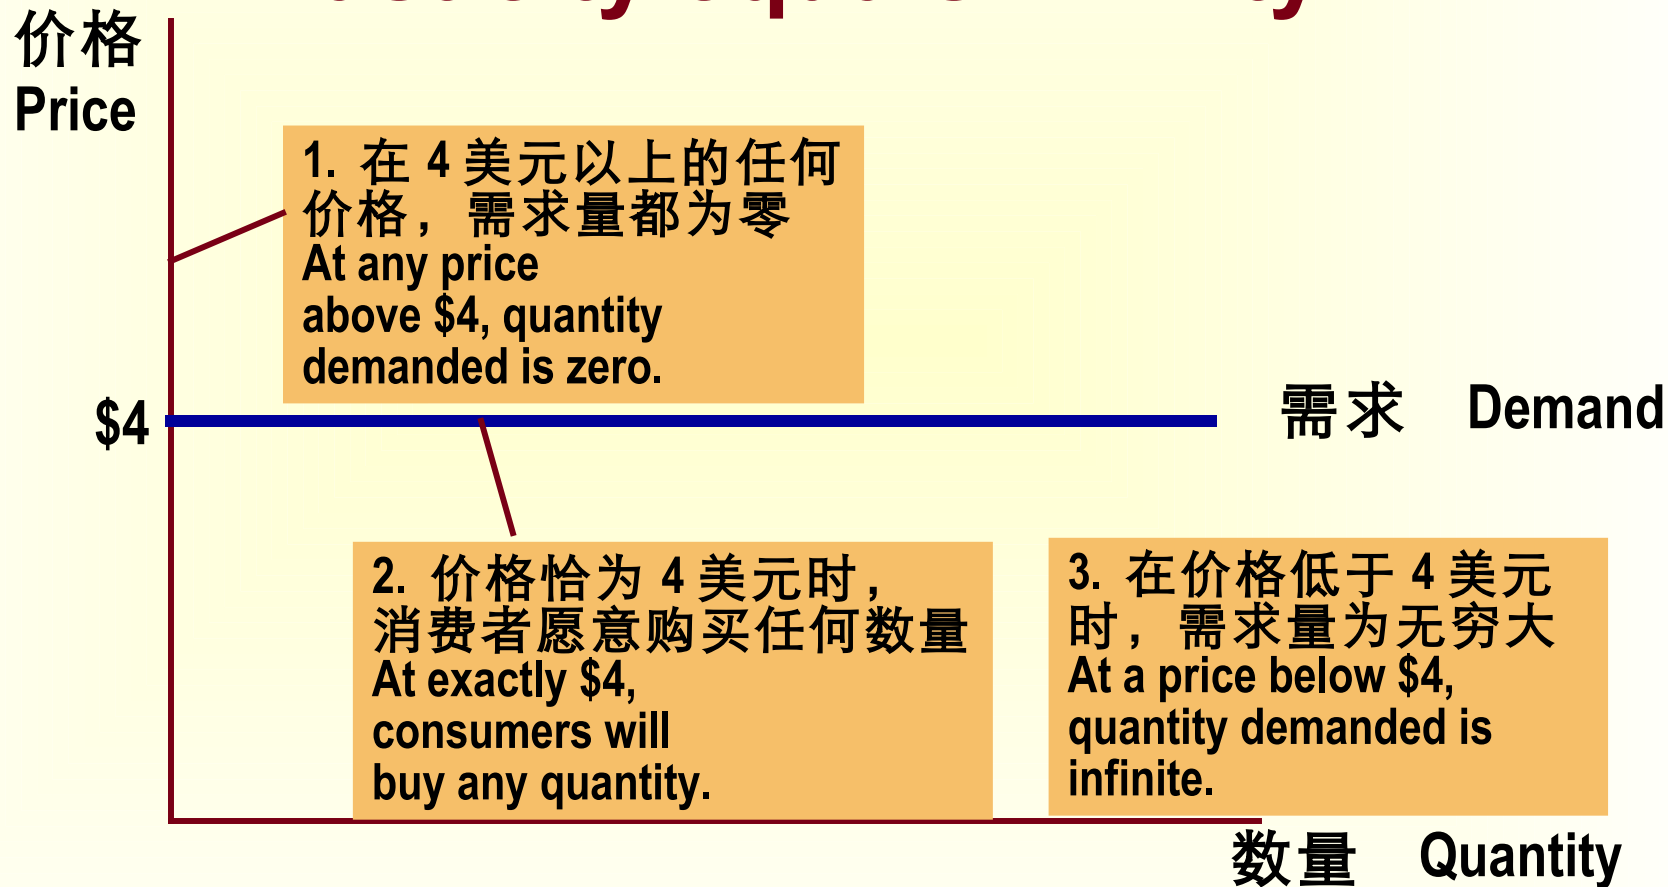 价格
Price
1. 在 4 美元以上的任何
价格，需求量都为零
At any price
above $4, quantity
demanded is zero.
$4
需求 Demand
2. 价格恰为 4 美元时，
消费者愿意购买任何数量
At exactly $4,
consumers will
buy any quantity.
3. 在价格低于 4 美元
时，需求量为无穷大
At a price below $4,
quantity demanded is
infinite.
数量 Quantity